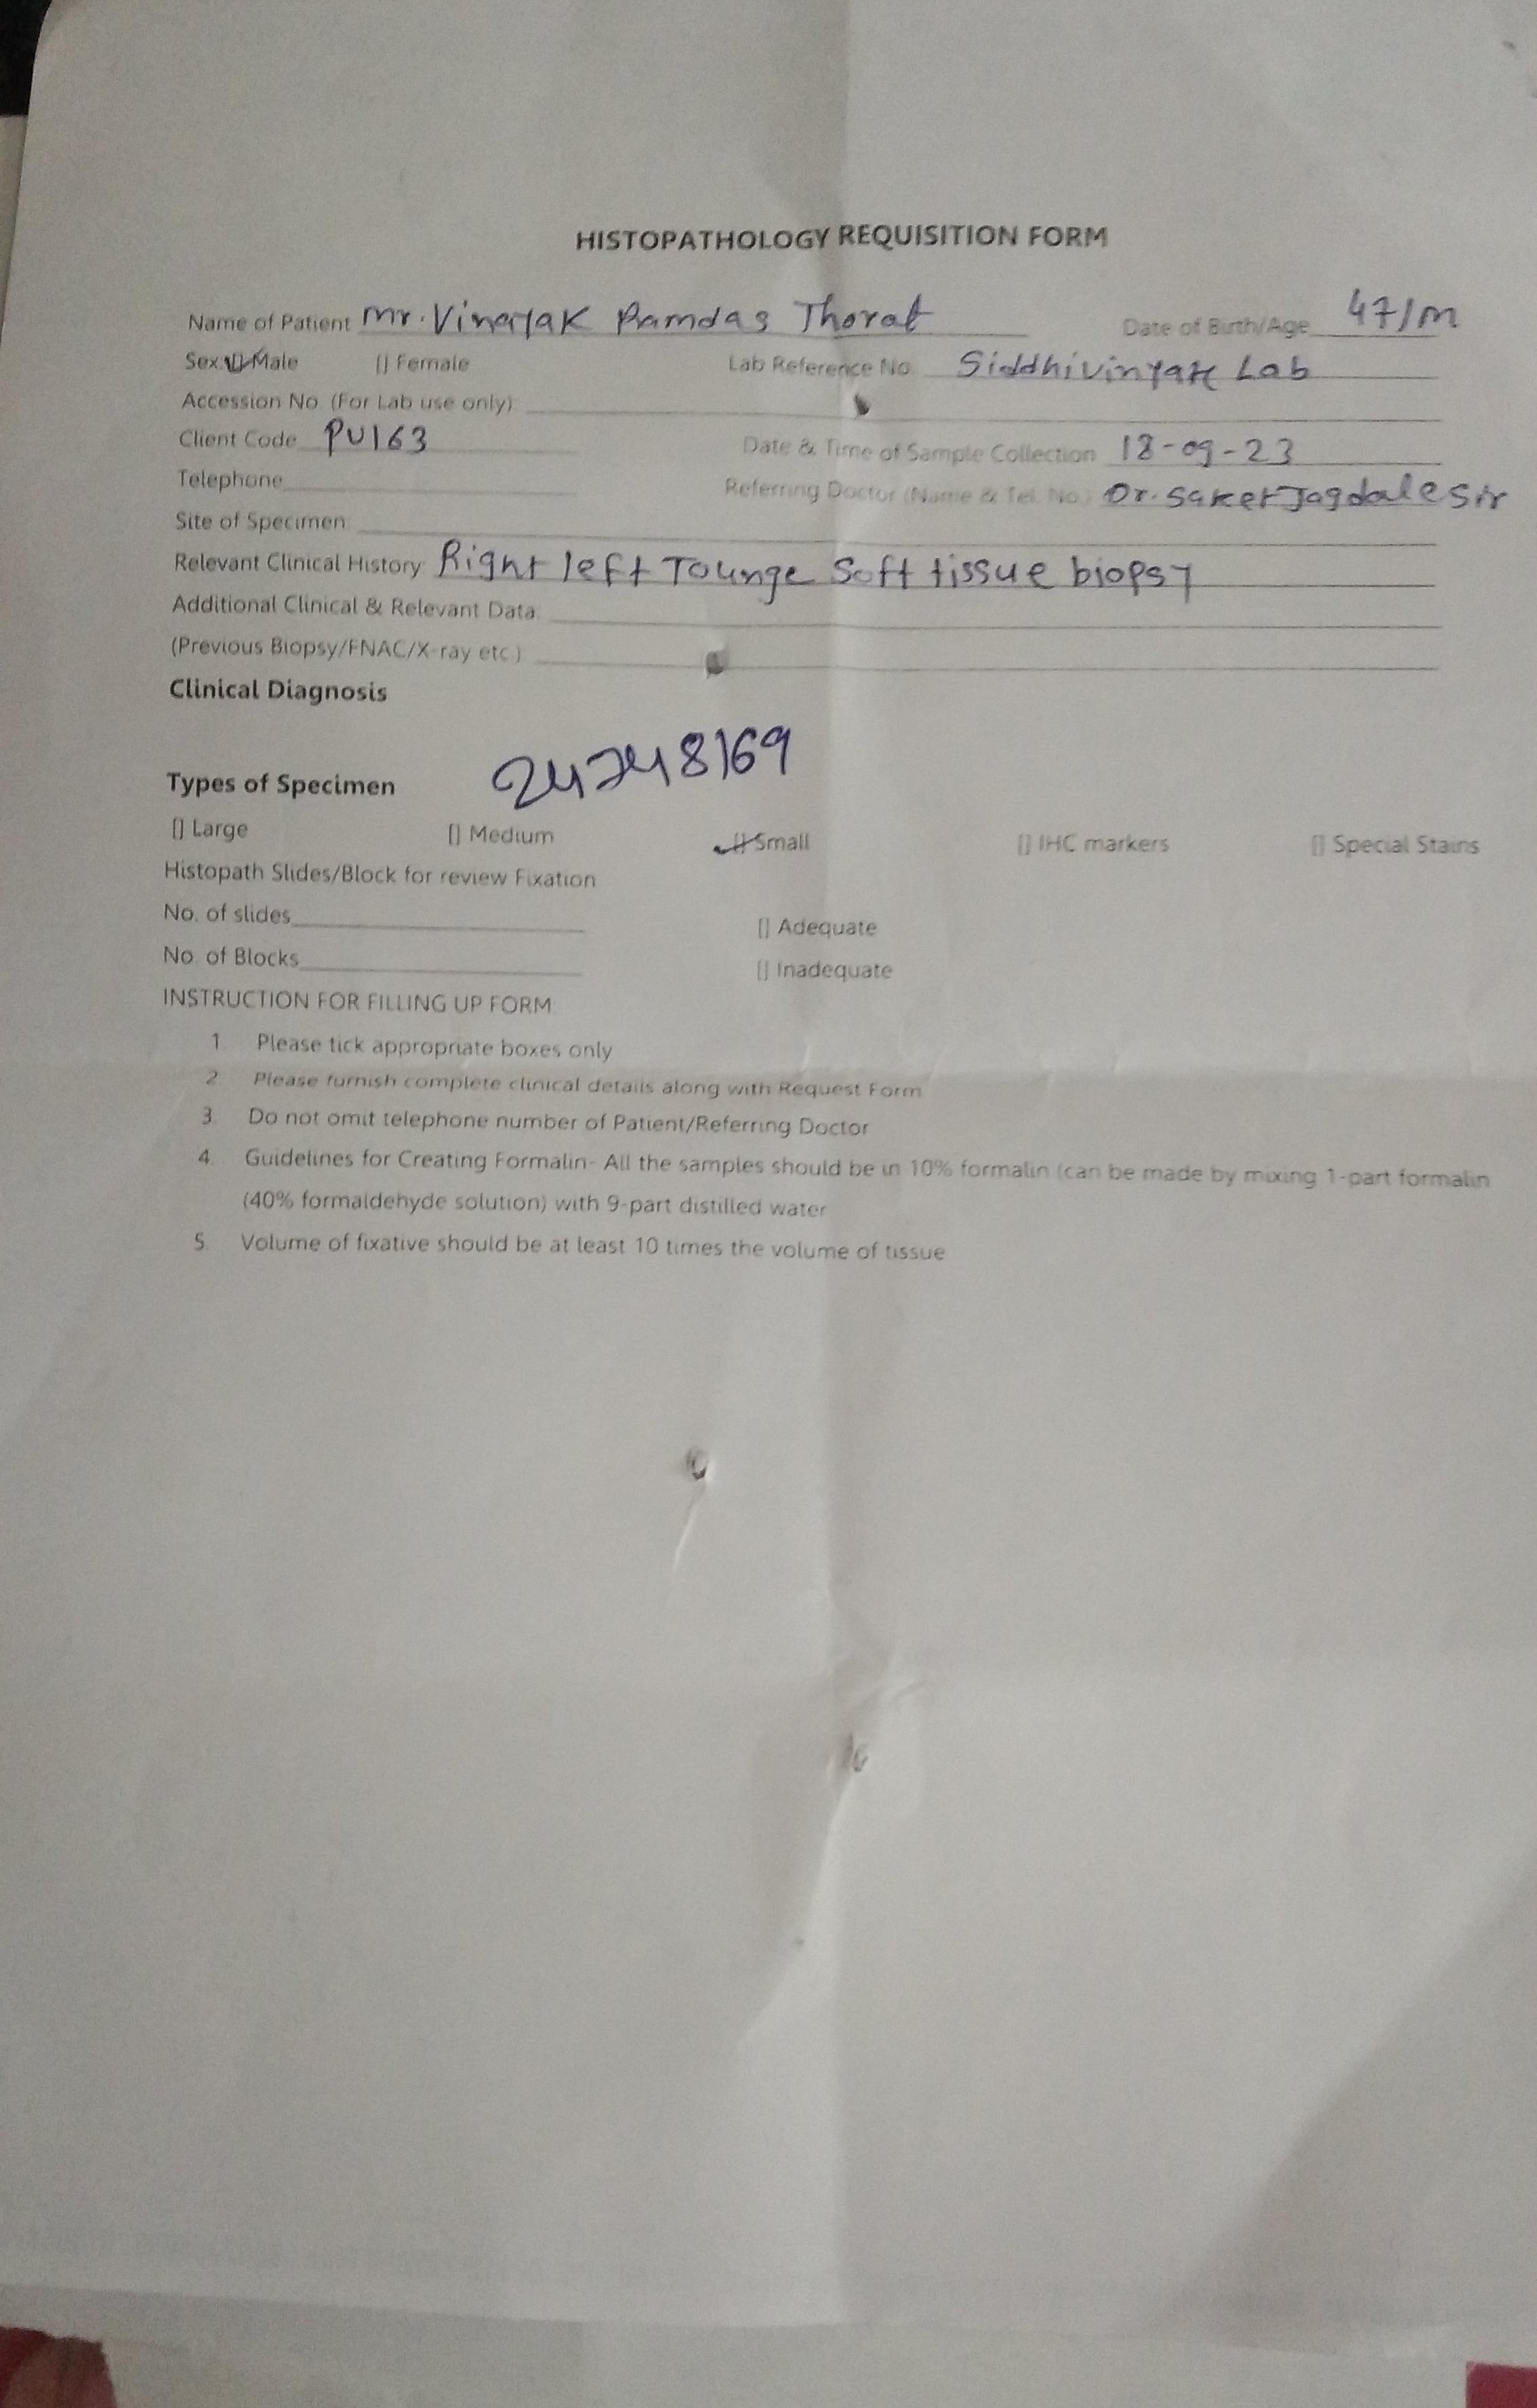 HISTOPATHOLOGY REQUISITION FORM
Name of Patient Mr. Vinayak Ramdas Thorat Date of Birth/Age 47/M
Sex: [] Male [] Female Lab Reference No. Siddhivinyak Lab
Accession No. (For Lab use only):
Client Code PU163 Date & Time of Sample Collection 18-09-23
Telephone Referring Doctor (Name & Tel. No.) Dr. Saket Jagdale Sir
Site of Specimen
Relevant Clinical History: Right left Tounge Soft tissue biopsy
Additional Clinical & Relevant Data:
(Previous Biopsy/FNAC/X-ray etc.)
Clinical Diagnosis
24248169
Types of Specimen
[] Large [] Medium [] Small [] IHC markers [] Special Stains
Histopath Slides/Block for review Fixation
No. of slides [] Adequate
No. of Blocks [] Inadequate
INSTRUCTION FOR FILLING UP FORM:
1. Please tick appropriate boxes only
2. Please furnish complete clinical details along with Request Form
3. Do not omit telephone number of Patient/Referring Doctor
4. Guidelines for Creating Formalin- All the samples should be in 10% formalin (can be made by mixing 1-part formalin
(40% formaldehyde solution) with 9-part distilled water
5. Volume of fixative should be at least 10 times the volume of tissue